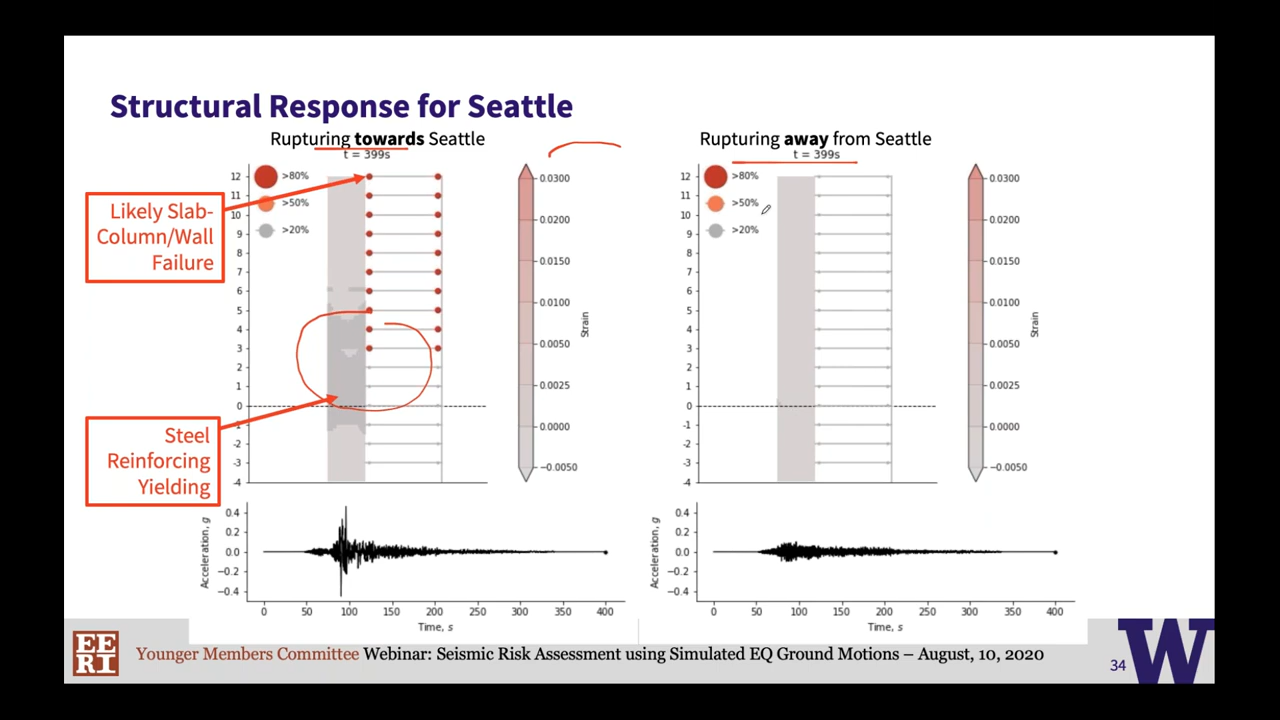 Structural Response for Seattle
Rupturing towards Seattle
t = 399s
>80%
>50%
>20%
12
11
10
9
8
7
6
5
4
3
2
1
0
-1
-2
-3
-4
0.0300
0.0200
0.0150
0.0100
0.0050
0.0025
0.0000
−0.0050
Strain
Likely Slab-
Column/Wall
Failure
Steel
Reinforcing
Yielding
Acceleration, g
0.4
0.2
0.0
−0.2
−0.4
0 50 100 150 200 250 300 350 400
Time, s
Rupturing away from Seattle
t = 399s
>80%
>50%
>20%
12
11
10
9
8
7
6
5
4
3
2
1
0
-1
-2
-3
-4
0.0300
0.0200
0.0150
0.0100
0.0050
0.0025
0.0000
−0.0050
Strain
Acceleration, g
0.4
0.2
0.0
−0.2
−0.4
0 50 100 150 200 250 300 350 400
Time, s
EE
RI
Younger Members Committee Webinar: Seismic Risk Assessment using Simulated EQ Ground Motions – August, 10, 2020
34
W